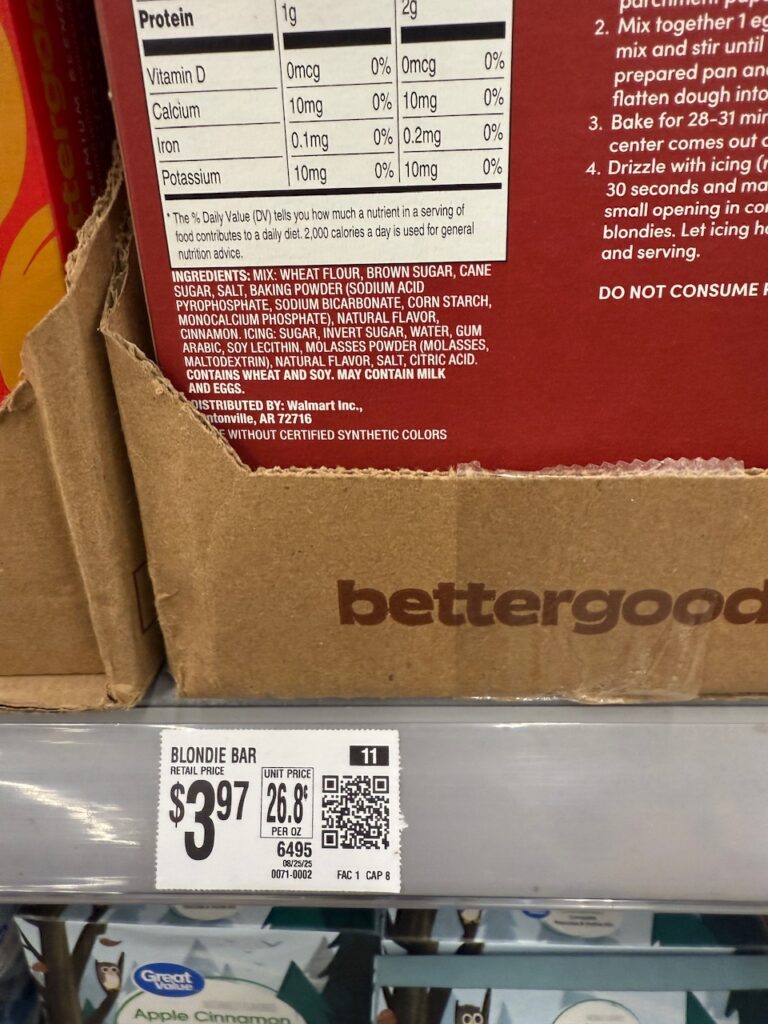 Protein 1g 2g
Vitamin D 0mcg 0% 0mcg 0%
Calcium 10mg 0% 10mg 0%
Iron 0.1mg 0% 0.2mg 0%
Potassium 10mg 0% 10mg 0%
* The % Daily Value (DV) tells you how much a nutrient in a serving of
food contributes to a daily diet. 2,000 calories a day is used for general
nutrition advice.
INGREDIENTS: MIX: WHEAT FLOUR, BROWN SUGAR, CANE
SUGAR, SALT, BAKING POWDER (SODIUM ACID
PYROPHOSPHATE, SODIUM BICARBONATE, CORN STARCH,
MONOCALCIUM PHOSPHATE), NATURAL FLAVOR,
CINNAMON. ICING: SUGAR, INVERT SUGAR, WATER, GUM
ARABIC, SOY LECITHIN, MOLASSES POWDER (MOLASSES,
MALTODEXTRIN), NATURAL FLAVOR, SALT, CITRIC ACID.
CONTAINS WHEAT AND SOY. MAY CONTAIN MILK
AND EGGS.
DISTRIBUTED BY: Walmart Inc.,
ntonville, AR 72716
WITHOUT CERTIFIED SYNTHETIC COLORS
2. Mix together 1
mix and stir until
prepared pan
flatten dough into
3. Bake for 28-31
center comes out
4. Drizzle with icing
30 seconds and
small opening in
blondies. Let icing
and serving.
DO NOT CONSUME
bettergood
BLONDIE BAR 11
RETAIL PRICE
$3.97
UNIT PRICE
26.8¢
PER OZ
6495
08/25/25
0071-0002 FAC 1 CAP 8
Great
Value
Apple Cinnamon